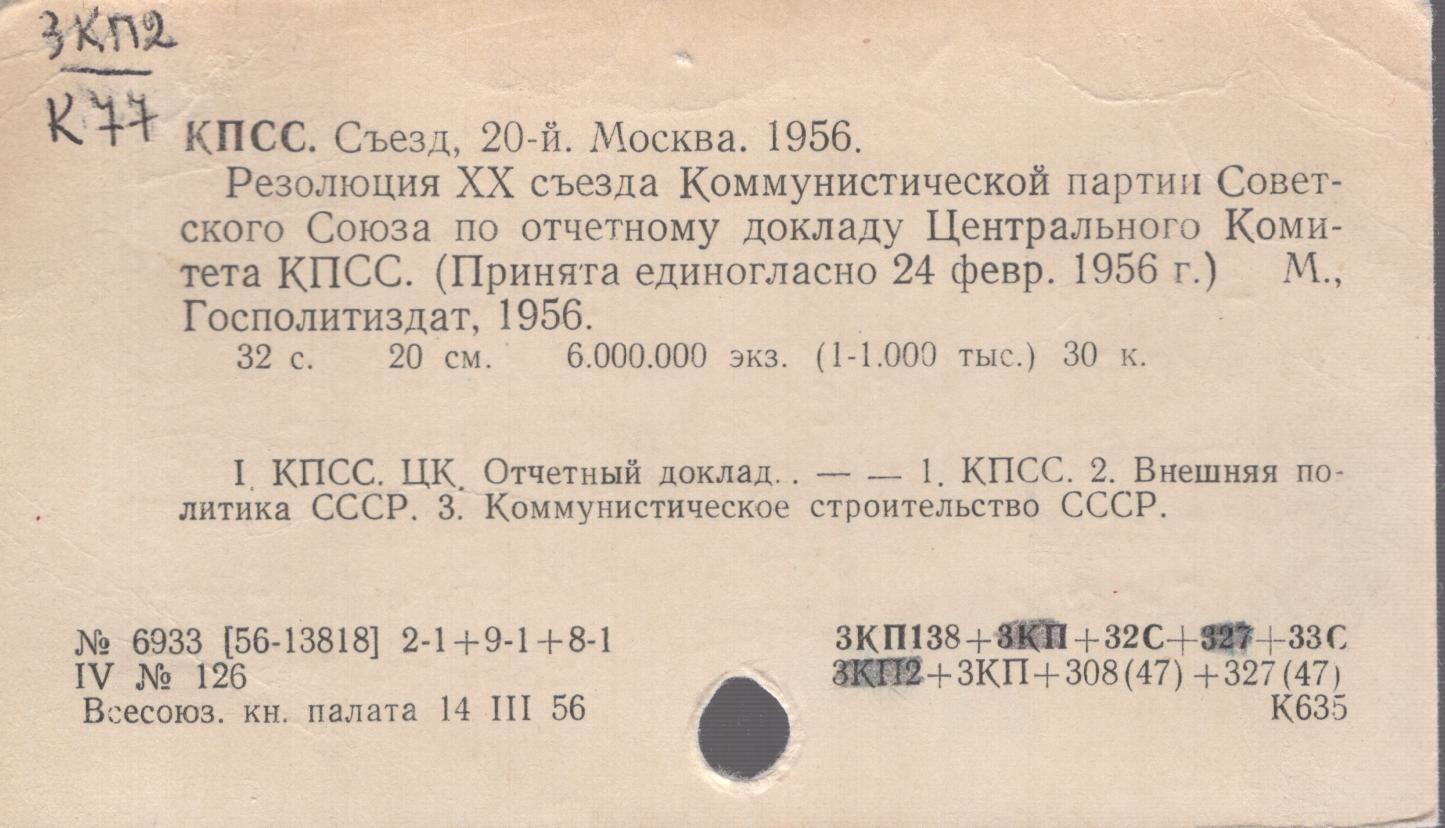 3КП2
К77
КПСС. Съезд, 20-й. Москва. 1956.
Резолюция XX съезда Коммунистической партии Совет-
ского Союза по отчетному докладу Центрального Коми-
тета КПСС. (Принята единогласно 24 февр. 1956 г.) М.,
Госполитиздат, 1956.
32 с. 20 см. 6.000.000 экз. (1-1.000 тыс.) 30 к.
I. КПСС. ЦК. Отчетный доклад. . — — 1. КПСС. 2. Внешняя по-
литика СССР. 3. Коммунистическое строительство СССР.
№ 6933 [56-13818] 2-1+9-1+8-1
IV № 126
Всесоюз. кн. палата 14 III 56
3КП138+3КП+32С+327+33С
3КП2+3КП+308(47)+327(47)
К635